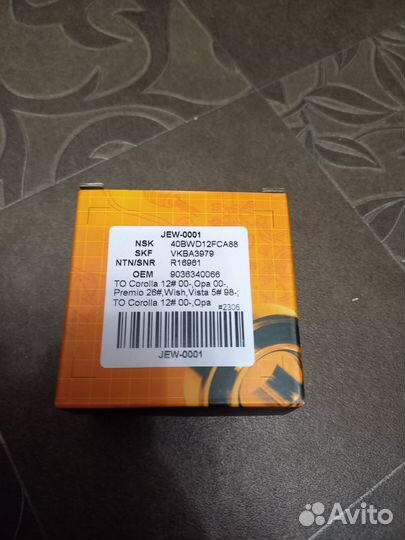 JEW-0001
NSK 40BWD12FCA88
SKF VKBA3979
NTN/SNR R16961
OEM 9036340066
TO Corolla 12# 00-,Opa 00-,
Premio 26#,Wish,Vista 5# 98-;
TO Corolla 12# 00-,Opa
#2306
JEW-0001
Avito